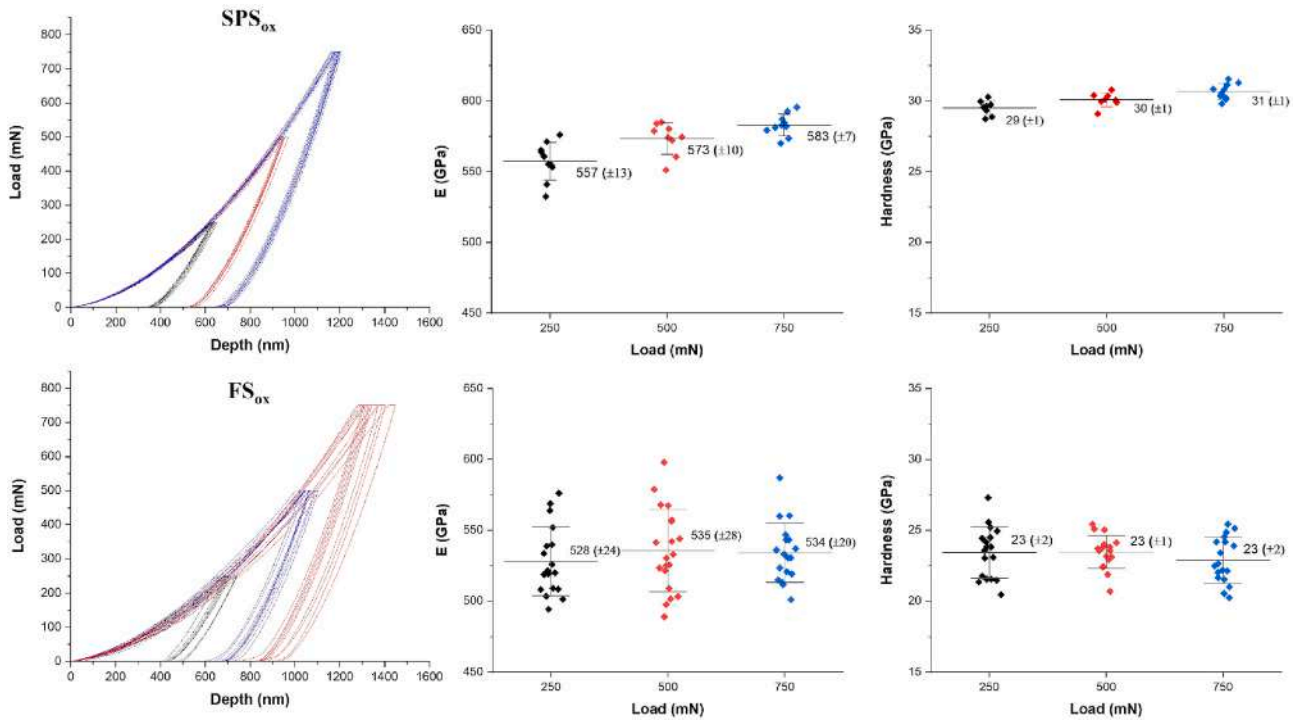 SPSox
Load (mN)
800
700
600
500
400
300
200
100
0
0 200 400 600 800 1000 1200 1400 1600
Depth (nm)
E (GPa)
650
600
550
500
450
557 (±13)
573 (±10)
583 (±7)
250 500 750
Load (mN)
Hardness (GPa)
35
30
25
20
15
29 (±1)
30 (±1)
31 (±1)
250 500 750
Load (mN)
FSox
Load (mN)
800
700
600
500
400
300
200
100
0
0 200 400 600 800 1000 1200 1400 1600
Depth (nm)
E (GPa)
650
600
550
500
450
528 (±24)
535 (±28)
534 (±20)
250 500 750
Load (mN)
Hardness (GPa)
35
30
25
20
15
23 (±2)
23 (±1)
23 (±2)
250 500 750
Load (mN)